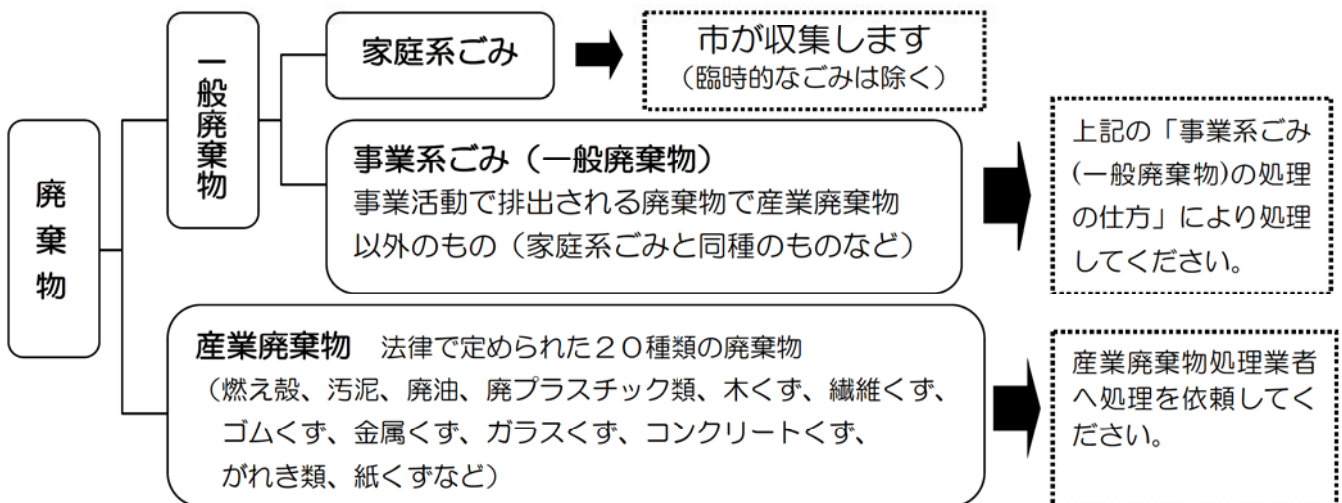 廃棄物
一般廃棄物
家庭系ごみ
市が収集します
（臨時的なごみは除く）
事業系ごみ（一般廃棄物）
事業活動で排出される廃棄物で産業廃棄物
以外のもの（家庭系ごみと同種のものなど）
上記の「事業系ごみ
(一般廃棄物)の処理
の仕方」により処理
してください。
産業廃棄物　法律で定められた２０種類の廃棄物
（燃え殻、汚泥、廃油、廃プラスチック類、木くず、繊維くず、
ゴムくず、金属くず、ガラスくず、コンクリートくず、
がれき類、紙くずなど）
産業廃棄物処理業者
へ処理を依頼してく
ださい。